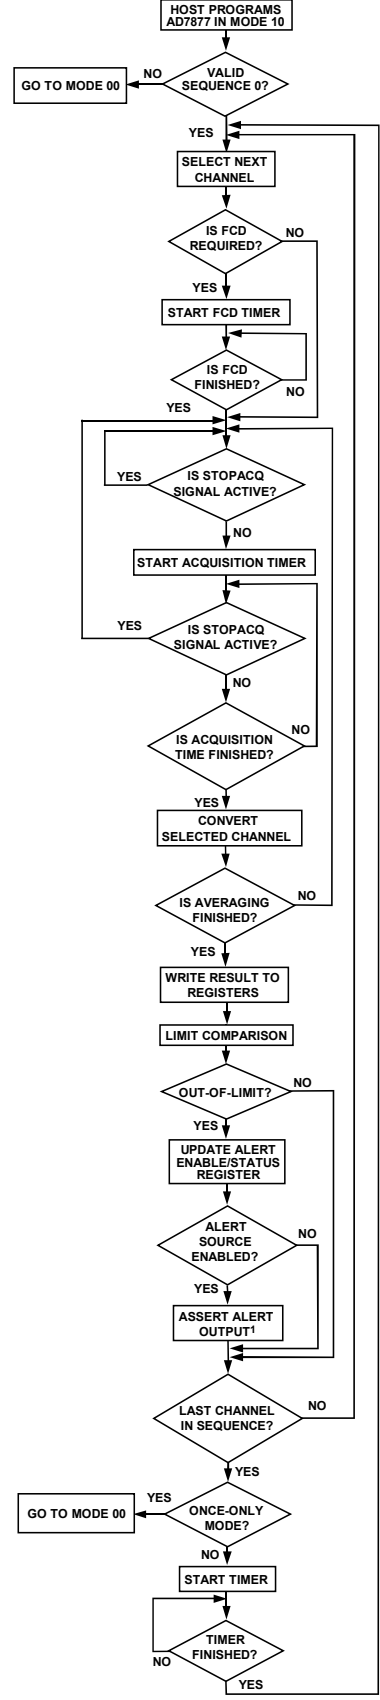 HOST PROGRAMS
AD7877 IN MODE 10
VALID
SEQUENCE 0?
NO
GO TO MODE 00
YES
SELECT NEXT
CHANNEL
IS FCD
REQUIRED?
NO
YES
START FCD TIMER
IS FCD
FINISHED?
NO
YES
IS STOPACQ
SIGNAL ACTIVE?
YES
NO
START ACQUISITION TIMER
IS STOPACQ
SIGNAL ACTIVE?
YES
NO
IS ACQUISITION
TIME FINISHED?
NO
YES
CONVERT
SELECTED CHANNEL
IS AVERAGING
FINISHED?
NO
YES
WRITE RESULT TO
REGISTERS
LIMIT COMPARISON
OUT-OF-LIMIT?
NO
YES
UPDATE ALERT
ENABLE/STATUS
REGISTER
ALERT
SOURCE
ENABLED?
NO
YES
ASSERT ALERT
OUTPUT¹
LAST CHANNEL
IN SEQUENCE?
NO
YES
ONCE-ONLY
MODE?
YES
GO TO MODE 00
NO
START TIMER
TIMER
FINISHED?
NO
YES